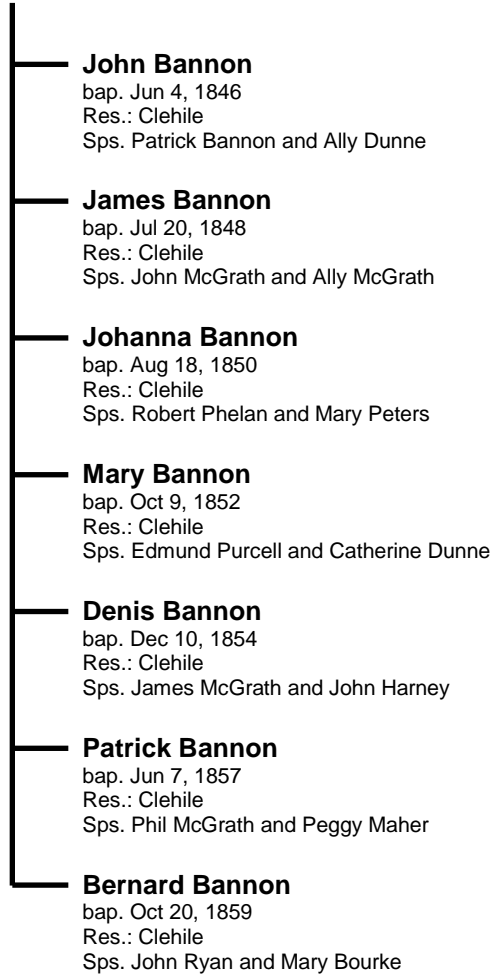 John Bannon
bap. Jun 4, 1846
Res.: Clehile
Sps. Patrick Bannon and Ally Dunne
James Bannon
bap. Jul 20, 1848
Res.: Clehile
Sps. John McGrath and Ally McGrath
Johanna Bannon
bap. Aug 18, 1850
Res.: Clehile
Sps. Robert Phelan and Mary Peters
Mary Bannon
bap. Oct 9, 1852
Res.: Clehile
Sps. Edmund Purcell and Catherine Dunne
Denis Bannon
bap. Dec 10, 1854
Res.: Clehile
Sps. James McGrath and John Harney
Patrick Bannon
bap. Jun 7, 1857
Res.: Clehile
Sps. Phil McGrath and Peggy Maher
Bernard Bannon
bap. Oct 20, 1859
Res.: Clehile
Sps. John Ryan and Mary Bourke